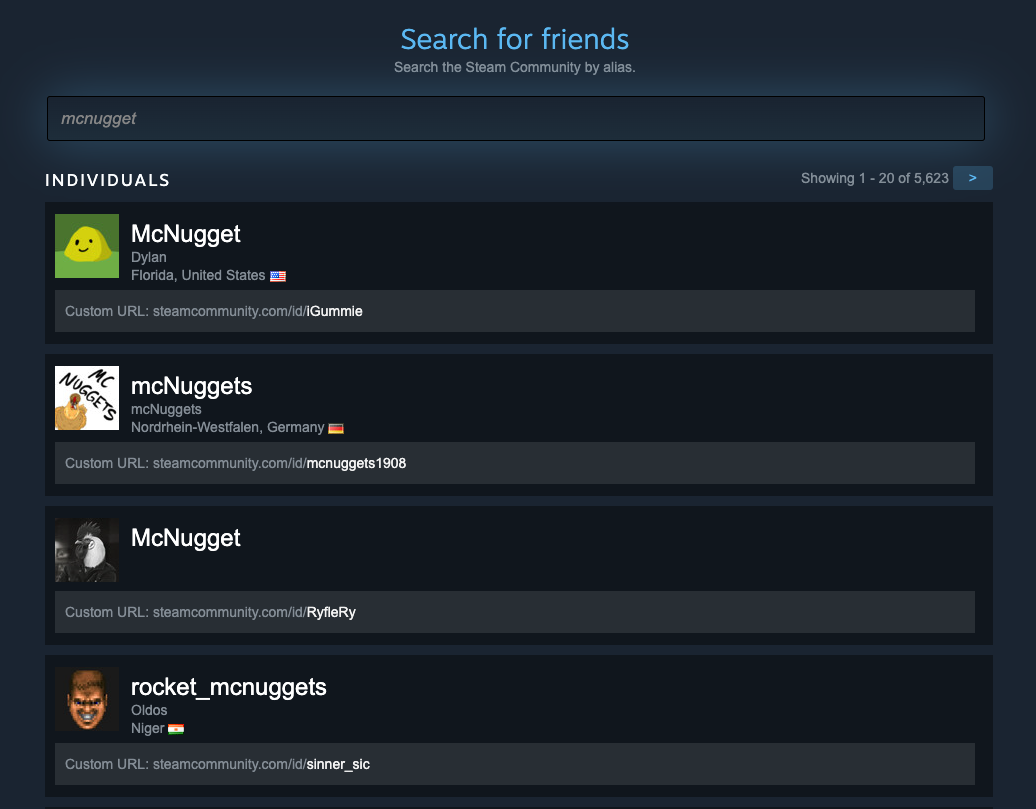 Search for friends
Search the Steam Community by alias.
mcnugget
INDIVIDUALS
Showing 1 - 20 of 5,623 >
McNugget
Dylan
Florida, United States
Custom URL: steamcommunity.com/id/iGummie
MC
NUGGETS
mcNuggets
mcNuggets
Nordrhein-Westfalen, Germany
Custom URL: steamcommunity.com/id/mcnuggets1908
McNugget
Custom URL: steamcommunity.com/id/RyfleRy
rocket_mcnuggets
Oldos
Niger
Custom URL: steamcommunity.com/id/sinner_sic